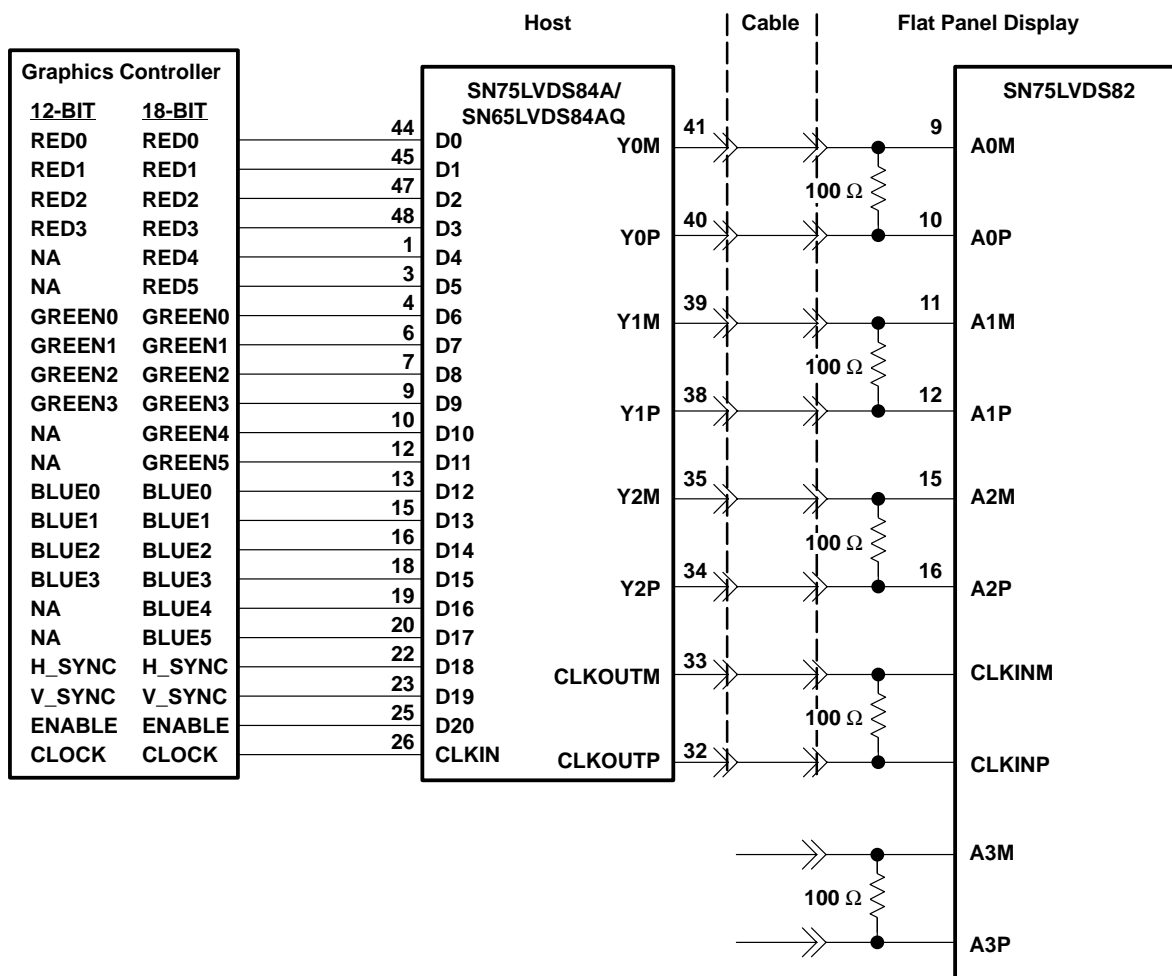 Host Cable Flat Panel Display
Graphics Controller
12-BIT 18-BIT
RED0 RED0
RED1 RED1
RED2 RED2
RED3 RED3
NA RED4
NA RED5
GREEN0 GREEN0
GREEN1 GREEN1
GREEN2 GREEN2
GREEN3 GREEN3
NA GREEN4
NA GREEN5
BLUE0 BLUE0
BLUE1 BLUE1
BLUE2 BLUE2
BLUE3 BLUE3
NA BLUE4
NA BLUE5
H_SYNC H_SYNC
V_SYNC V_SYNC
ENABLE ENABLE
CLOCK CLOCK
SN75LVDS84A/
SN65LVDS84AQ
44 D0
45 D1
47 D2
48 D3
1 D4
3 D5
4 D6
6 D7
7 D8
9 D9
10 D10
12 D11
13 D12
15 D13
16 D14
18 D15
19 D16
20 D17
22 D18
23 D19
25 D20
26 CLKIN
Y0M 41
Y0P 40
Y1M 39
Y1P 38
Y2M 35
Y2P 34
CLKOUTM 33
CLKOUTP 32
SN75LVDS82
9 A0M
100 Ω
10 A0P
11 A1M
100 Ω
12 A1P
15 A2M
100 Ω
16 A2P
CLKINM
100 Ω
CLKINP
A3M
100 Ω
A3P